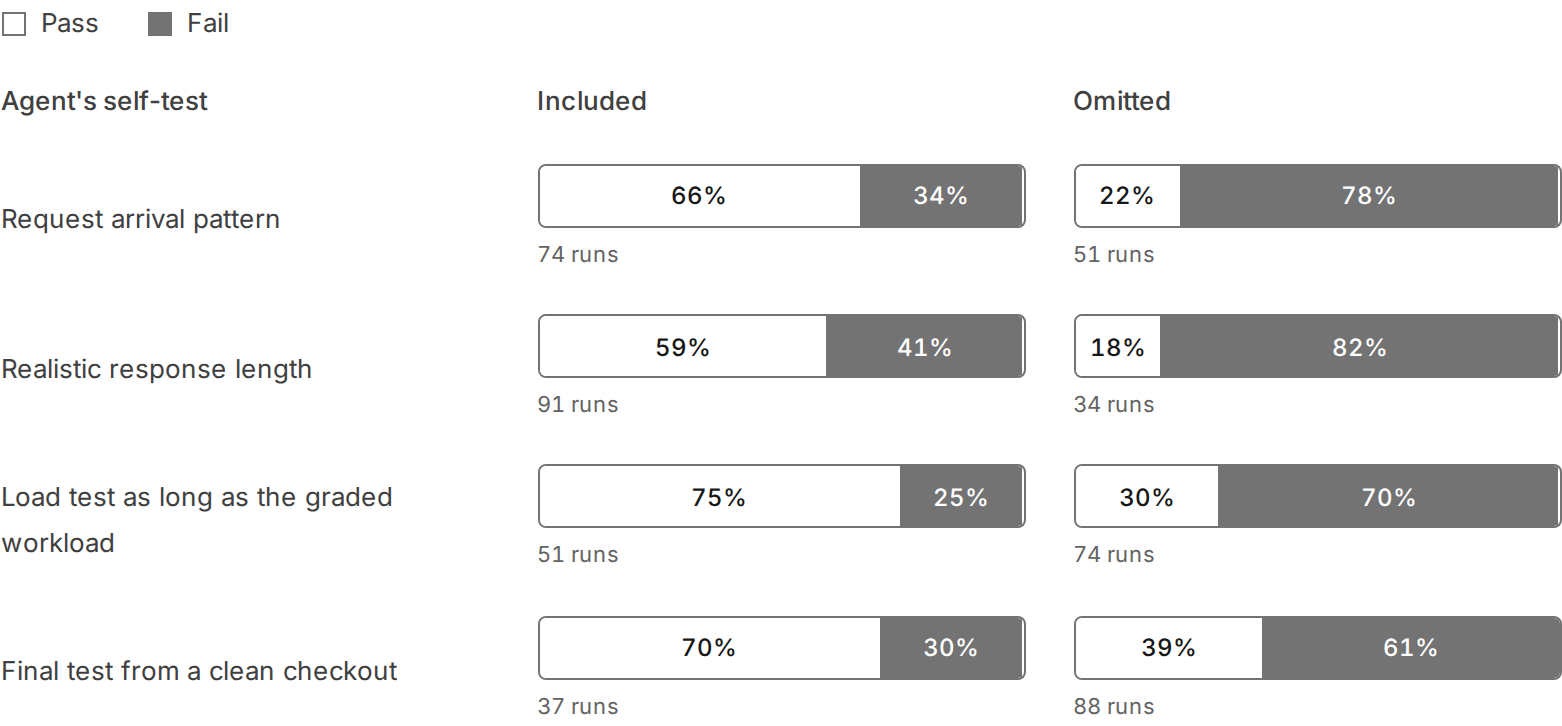 Pass Fail
Agent's self-test Included Omitted
66% 34% 22% 78%
Request arrival pattern
74 runs 51 runs
59% 41% 18% 82%
Realistic response length
91 runs 34 runs
Load test as long as the graded 75% 25% 30% 70%
workload
51 runs 74 runs
70% 30% 39% 61%
Final test from a clean checkout
37 runs 88 runs